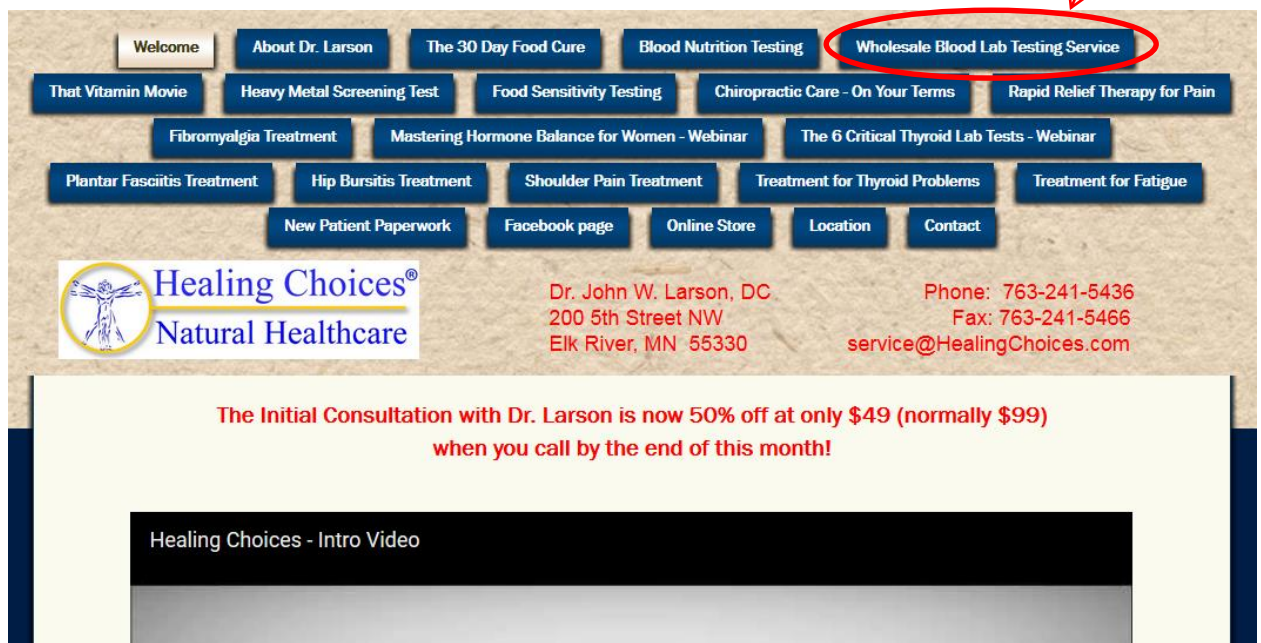 Welcome About Dr. Larson The 30 Day Food Cure Blood Nutrition Testing Wholesale Blood Lab Testing Service
That Vitamin Movie Heavy Metal Screening Test Food Sensitivity Testing Chiropractic Care - On Your Terms Rapid Relief Therapy for Pain
Fibromyalgia Treatment Mastering Hormone Balance for Women - Webinar The 6 Critical Thyroid Lab Tests - Webinar
Plantar Fasciitis Treatment Hip Bursitis Treatment Shoulder Pain Treatment Treatment for Thyroid Problems Treatment for Fatigue
New Patient Paperwork Facebook page Online Store Location Contact
Healing Choices®
Natural Healthcare
Dr. John W. Larson, DC
200 5th Street NW
Elk River, MN 55330
Phone: 763-241-5436
Fax: 763-241-5466
service@HealingChoices.com
The Initial Consultation with Dr. Larson is now 50% off at only $49 (normally $99)
when you call by the end of this month!
Healing Choices - Intro Video